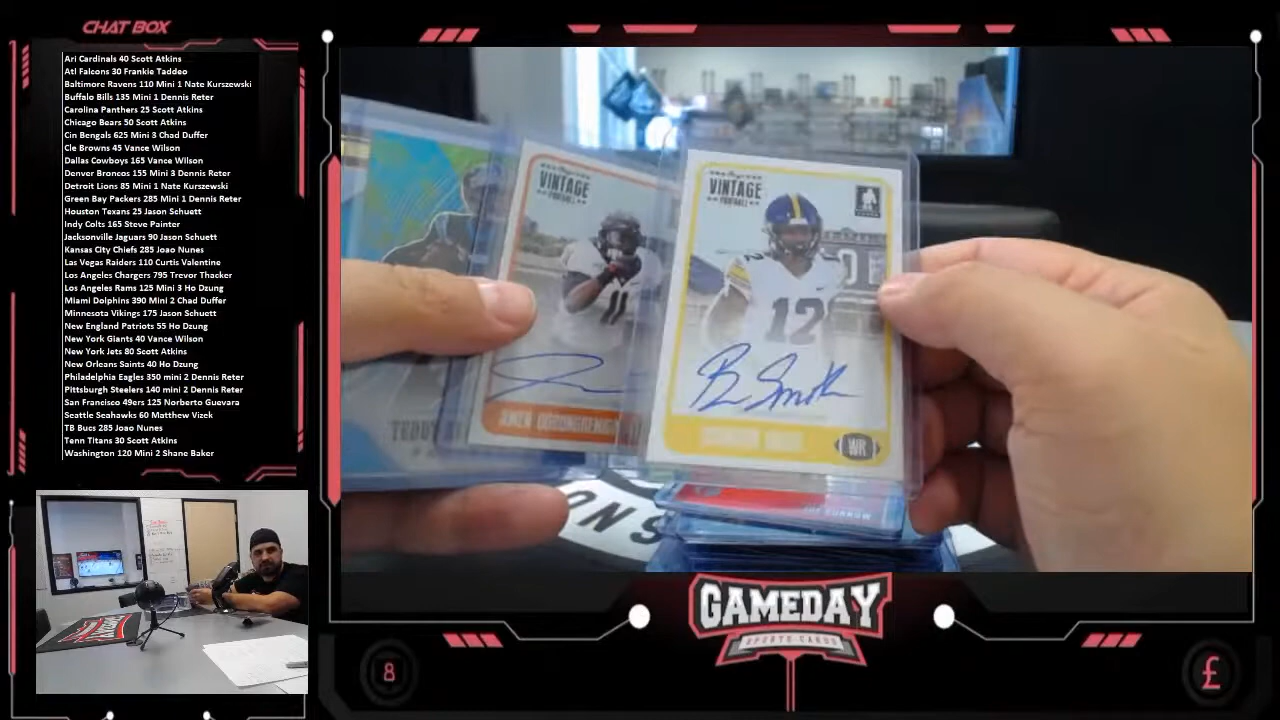 CHAT BOX
Ari Cardinals 40 Scott Atkins
Atl Falcons 30 Frankie Taddeo
Baltimore Ravens 110 Mini 1 Nate Kurszewski
Buffalo Bills 135 Mini 1 Dennis Reter
Carolina Panthers 25 Scott Atkins
Chicago Bears 50 Scott Atkins
Cin Bengals 625 Mini 3 Chad Duffer
Cle Browns 45 Vance Wilson
Dallas Cowboys 165 Vance Wilson
Denver Broncos 155 Mini 3 Dennis Reter
Detroit Lions 85 Mini 1 Nate Kurszewski
Green Bay Packers 285 Mini 1 Dennis Reter
Houston Texans 25 Jason Schuett
Indy Colts 165 Steve Painter
Jacksonville Jaguars 90 Jason Schuett
Kansas City Chiefs 285 Joao Nunes
Las Vegas Raiders 110 Curtis Valentine
Los Angeles Chargers 795 Trevor Thacker
Los Angeles Rams 125 Mini 3 Ho Dzung
Miami Dolphins 390 Mini 2 Chad Duffer
Minnesota Vikings 175 Jason Schuett
New England Patriots 55 Ho Dzung
New York Giants 40 Vance Wilson
New York Jets 80 Scott Atkins
New Orleans Saints 40 Ho Dzung
Philadelphia Eagles 350 mini 2 Dennis Reter
Pittsburgh Steelers 140 mini 2 Dennis Reter
San Francisco 49ers 125 Norberto Guevara
Seattle Seahawks 60 Matthew Vizek
TB Bucs 285 Joao Nunes
Tenn Titans 30 Scott Atkins
Washington 120 Mini 2 Shane Baker
VINTAGE
FOOTBALL
11
VINTAGE
FOOTBALL
12
B Smith
WR
JOE BURROW
ONS
GAMEDAY
SPORTS CARDS
8
£